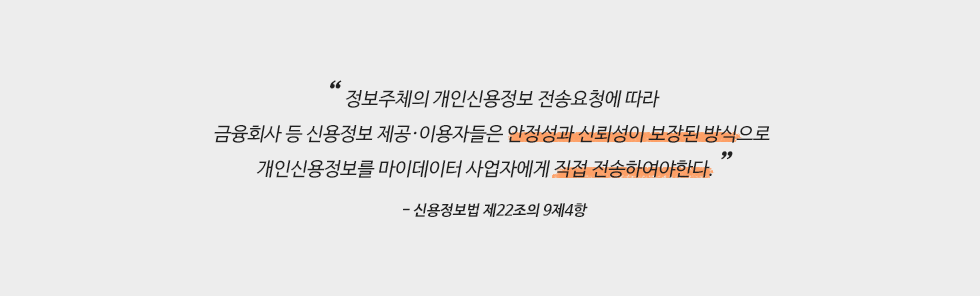 “ 정보주체의 개인신용정보 전송요청에 따라
금융회사 등 신용정보 제공·이용자들은 안정성과 신뢰성이 보장된 방식으로
개인신용정보를 마이데이터 사업자에게 직접 전송하여야한다. ”
– 신용정보법 제22조의 9제4항